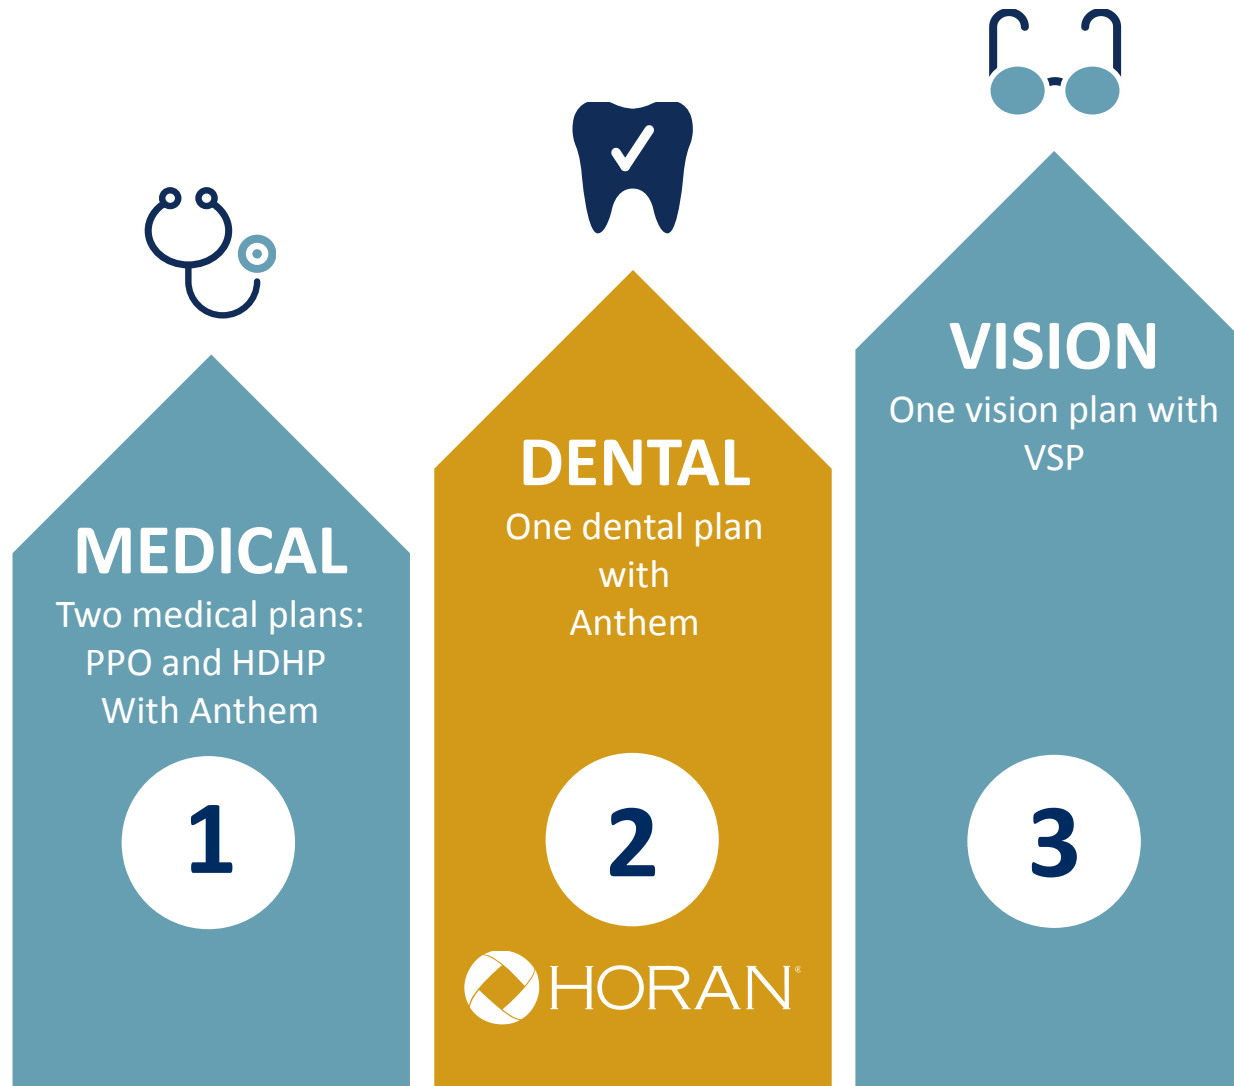 MEDICAL
Two medical plans:
PPO and HDHP
With Anthem
1
DENTAL
One dental plan
with
Anthem
2
HORAN®
VISION
One vision plan with
VSP
3